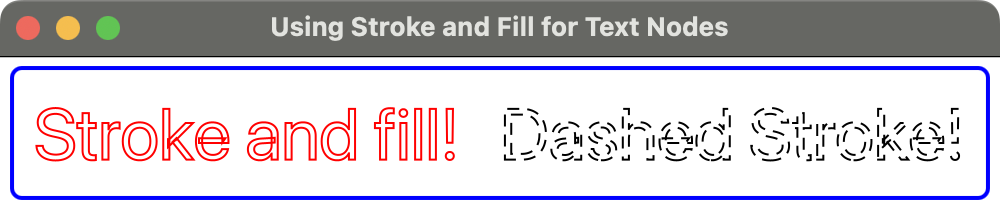 Using Stroke and Fill for Text Nodes
Stroke and fill! Dashed Stroke!